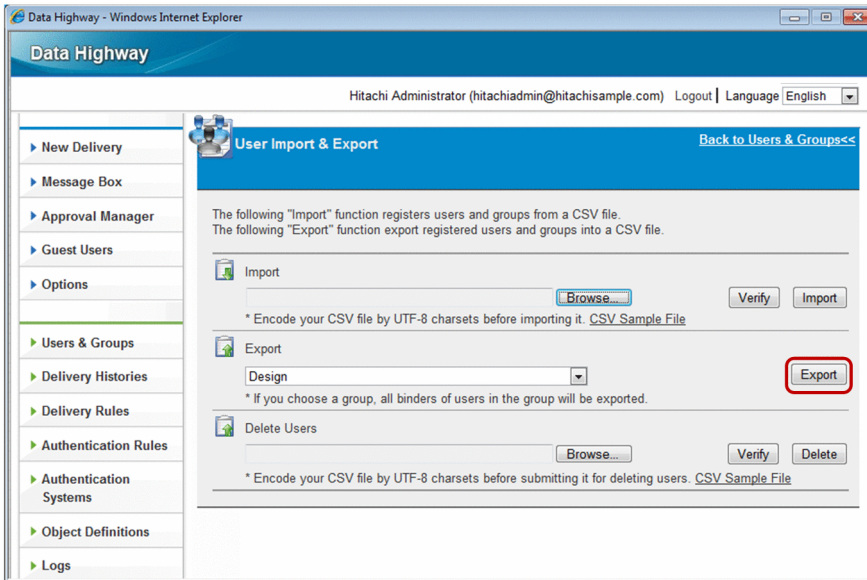 Data Highway - Windows Internet Explorer
Data Highway
Hitachi Administrator (hitachiadmin@hitachisample.com) Logout Language English
New Delivery
Message Box
Approval Manager
Guest Users
Options
Users & Groups
Delivery Histories
Delivery Rules
Authentication Rules
Authentication
Systems
Object Definitions
Logs
User Import & Export
Back to Users & Groups<<
The following "Import" function registers users and groups from a CSV file.
The following "Export" function export registered users and groups into a CSV file.
Import
Browse... Verify Import
* Encode your CSV file by UTF-8 charsets before importing it. CSV Sample File
Export
Design Export
* If you choose a group, all binders of users in the group will be exported.
Delete Users
Browse... Verify Delete
* Encode your CSV file by UTF-8 charsets before submitting it for deleting users. CSV Sample File